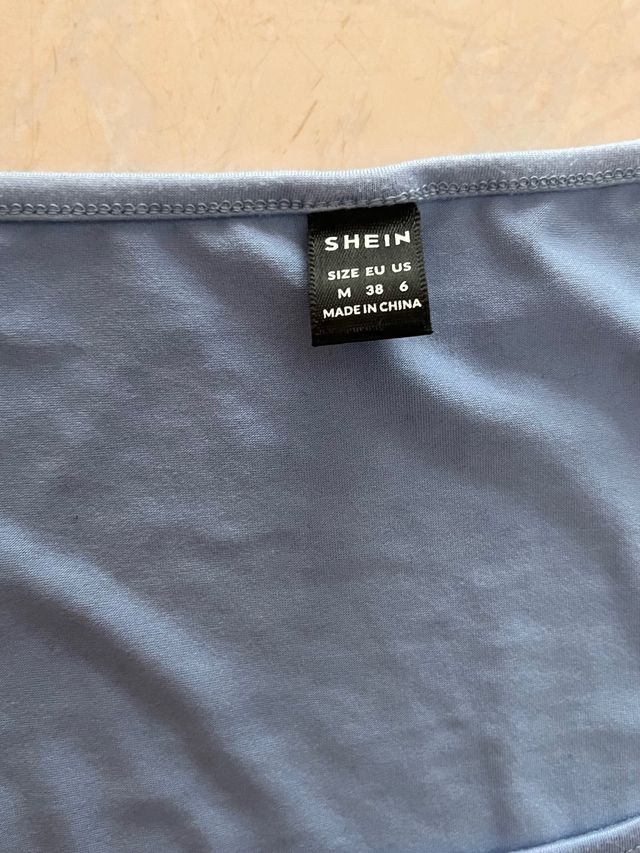 SHEIN
SIZE EU US
M 38 6
MADE IN CHINA